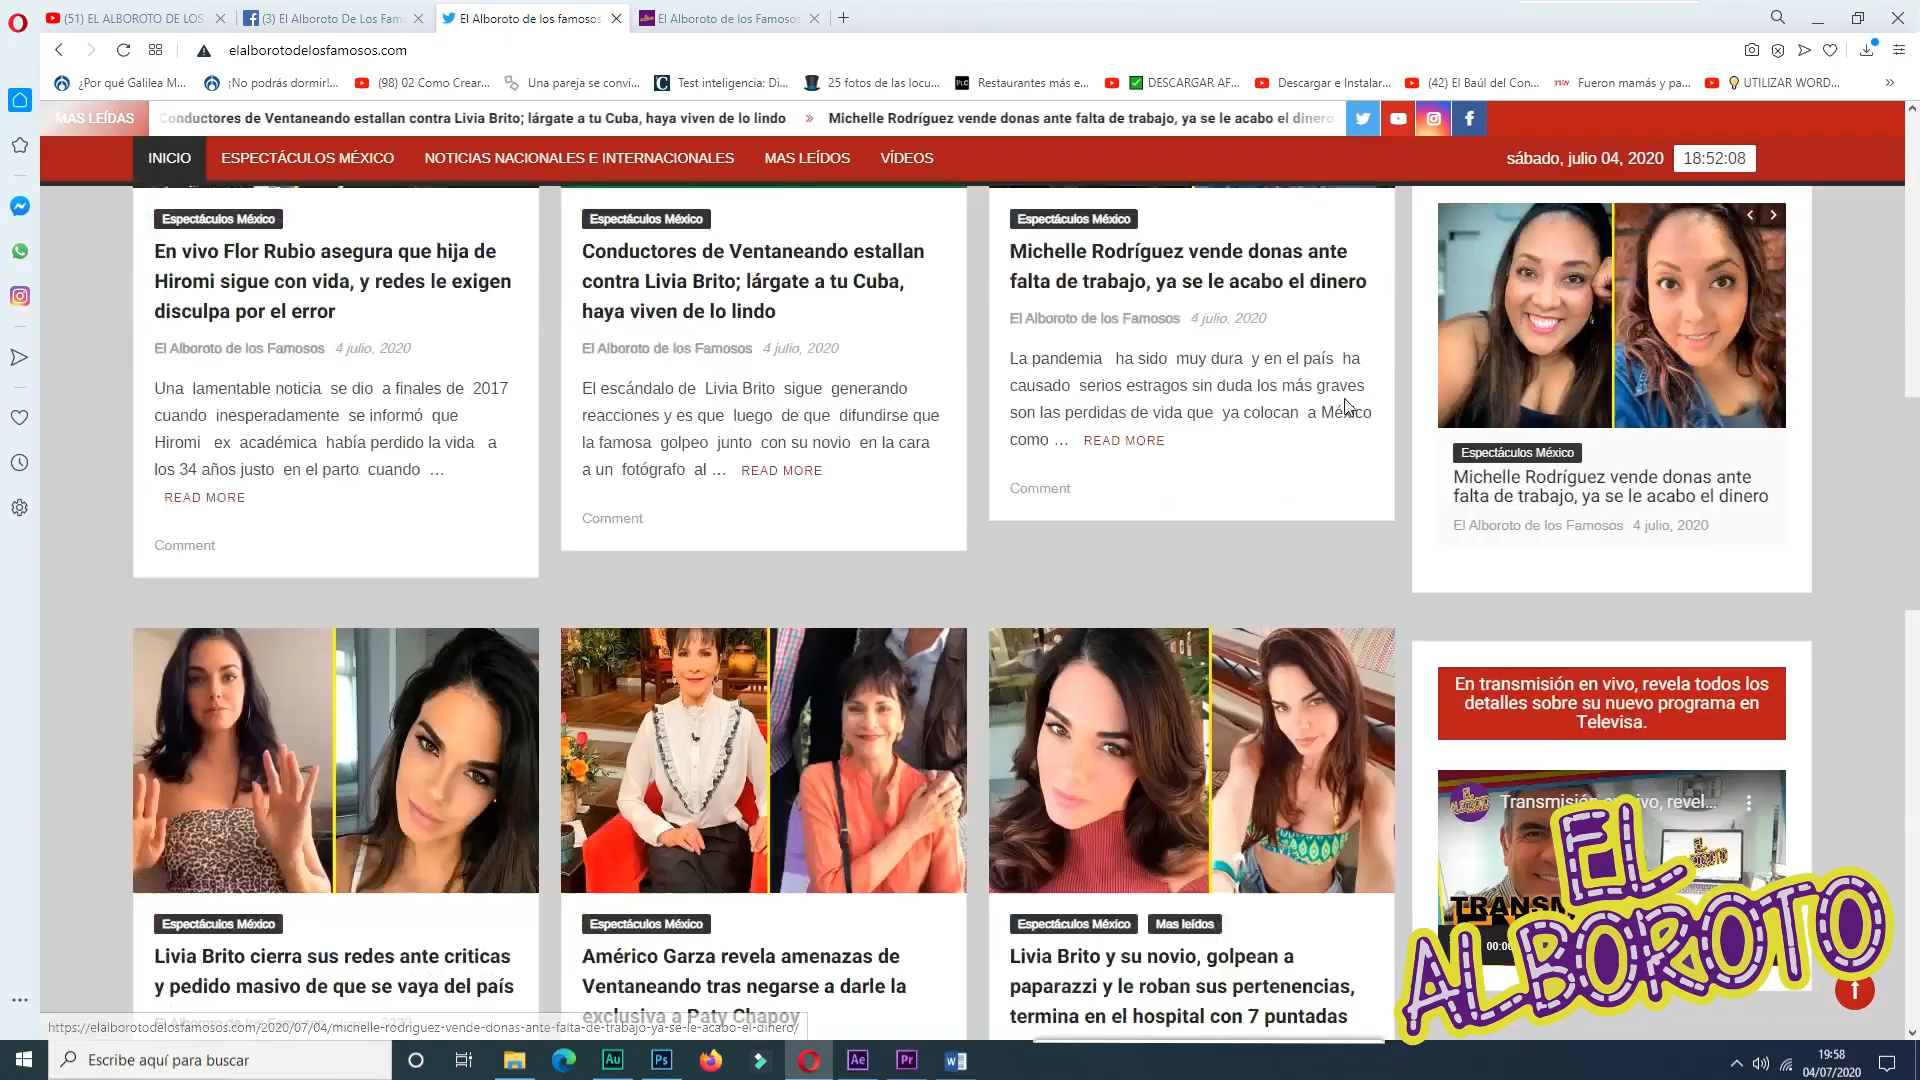 (51) EL ALBOROTO DE LOS
(3) El Alboroto De Los Fam
El Alboroto de los famosos
El Alboroto de los Famosos
elalborotodelosfamosos.com
¿Por qué Galilea M...
¡No podrás dormir!...
(98) 02 Como Crear...
Una pareja se convi...
Test inteligencia: Di...
25 fotos de las locu...
Restaurantes más e...
DESCARGAR AF...
Descargar e Instalar...
(42) El Baúl del Con...
Fueron mamás y pa...
UTILIZAR WORD...
MAS LEÍDAS
Conductores de Ventaneando estallan contra Livia Brito; lárgate a tu Cuba, haya viven de lo lindo » Michelle Rodríguez vende donas ante falta de trabajo, ya se le acabo el dinero
INICIO
ESPECTÁCULOS MÉXICO
NOTICIAS NACIONALES E INTERNACIONALES
MAS LEÍDOS
VÍDEOS
sábado, julio 04, 2020
18:52:08
Espectáculos México
En vivo Flor Rubio asegura que hija de
Hiromi sigue con vida, y redes le exigen
disculpa por el error
El Alboroto de los Famosos 4 julio, 2020
Una lamentable noticia se dio a finales de 2017
cuando inesperadamente se informó que
Hiromi ex académica había perdido la vida a
los 34 años justo en el parto cuando ...
READ MORE
Comment
Espectáculos México
Conductores de Ventaneando estallan
contra Livia Brito; lárgate a tu Cuba,
haya viven de lo lindo
El Alboroto de los Famosos 4 julio, 2020
El escándalo de Livia Brito sigue generando
reacciones y es que luego de que difundirse que
la famosa golpeo junto con su novio en la cara
a un fotógrafo al ... READ MORE
Comment
Espectáculos México
Michelle Rodríguez vende donas ante
falta de trabajo, ya se le acabo el dinero
El Alboroto de los Famosos 4 julio, 2020
La pandemia ha sido muy dura y en el país ha
causado serios estragos sin duda los más graves
son las perdidas de vida que ya colocan a México
como ... READ MORE
Comment
Espectáculos México
Michelle Rodríguez vende donas ante
falta de trabajo, ya se le acabo el dinero
El Alboroto de los Famosos 4 julio, 2020
En transmisión en vivo, revela todos los
detalles sobre su nuevo programa en
Televisa.
Espectáculos México
Livia Brito cierra sus redes ante criticas
y pedido masivo de que se vaya del país
Espectáculos México
Américo Garza revela amenazas de
Ventaneando tras negarse a darle la
exclusiva a Paty Chapoy
Espectáculos México
Mas leídos
Livia Brito y su novio, golpean a
paparazzi y le roban sus pertenencias,
termina en el hospital con 7 puntadas
EL
ALBOROTO
https://elalborotodelosfamosos.com/2020/07/04/michelle-rodriguez-vende-donas-ante-falta-de-trabajo-ya-se-le-acabo-el-dinero/
Escribe aquí para buscar
19:58
04/07/2020